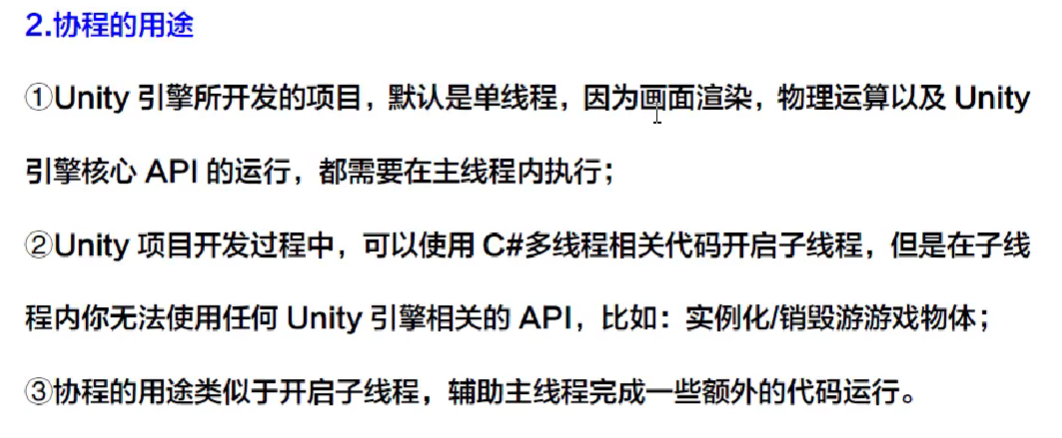 2.协程的用途
①Unity 引擎所开发的项目，默认是单线程，因为画面渲染，物理运算以及 Unity
引擎核心 API 的运行，都需要在主线程内执行；
②Unity 项目开发过程中，可以使用 C#多线程相关代码开启子线程，但是在子线
程内你无法使用任何 Unity 引擎相关的 API，比如：实例化/销毁游游戏物体；
③协程的用途类似于开启子线程，辅助主线程完成一些额外的代码运行。